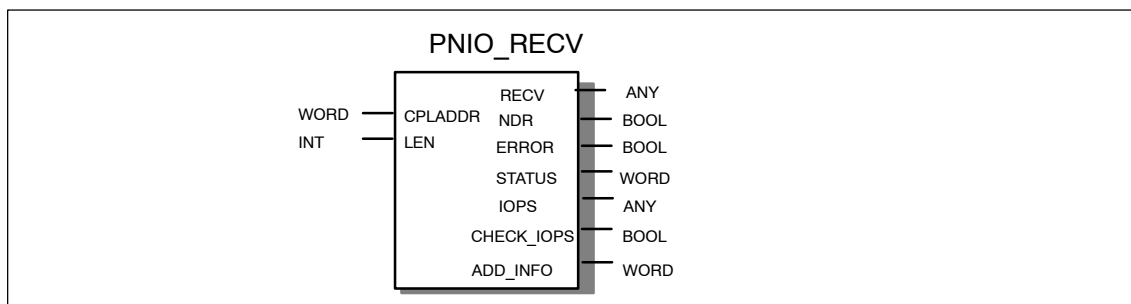 PNIO_RECV
RECV ANY
WORD CPLADDR NDR BOOL
INT LEN ERROR BOOL
STATUS WORD
IOPS ANY
CHECK_IOPS BOOL
ADD_INFO WORD